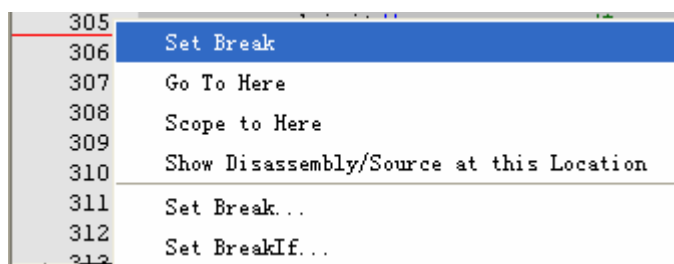 305
306
307
308
309
310
311
312
313
Set Break
Go To Here
Scope to Here
Show Disassembly/Source at this Location
Set Break...
Set BreakIf...